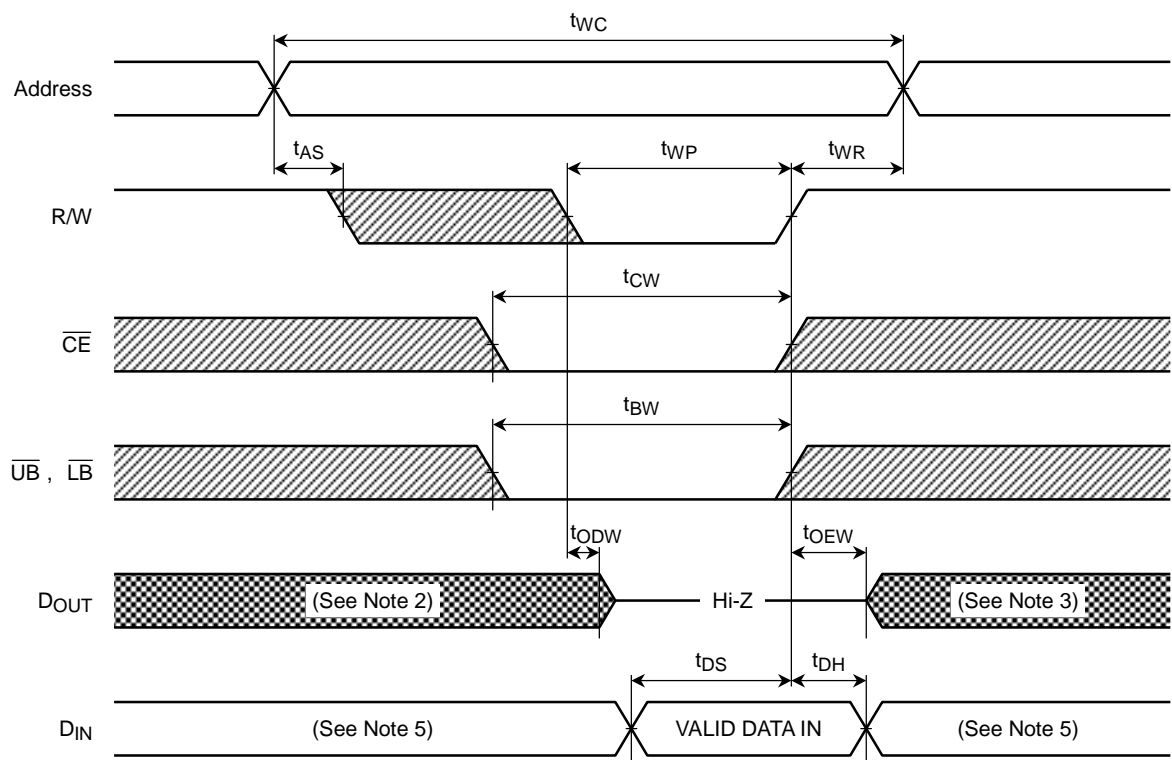 tWC
Address
tAS tWP tWR
R/W
tCW
CE
tBW
UB , LB
tODW tOEW
DOUT (See Note 2) Hi-Z (See Note 3)
tDS tDH
DIN (See Note 5) VALID DATA IN (See Note 5)